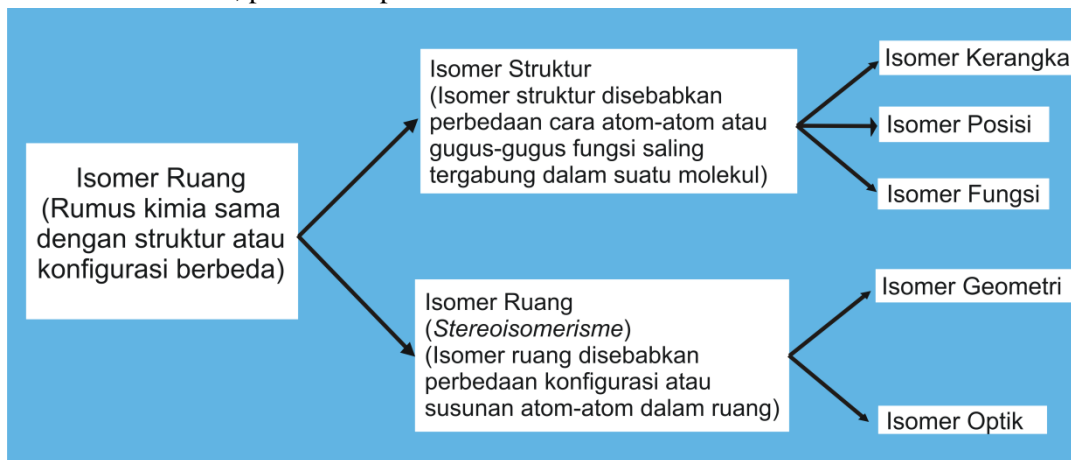 Isomer Ruang
(Rumus kimia sama
dengan struktur atau
konfigurasi berbeda)
Isomer Struktur
(Isomer struktur disebabkan
perbedaan cara atom-atom atau
gugus-gugus fungsi saling
tergabung dalam suatu molekul)
Isomer Kerangka
Isomer Posisi
Isomer Fungsi
Isomer Ruang
(Stereoisomerisme)
(Isomer ruang disebabkan
perbedaan konfigurasi atau
susunan atom-atom dalam ruang)
Isomer Geometri
Isomer Optik